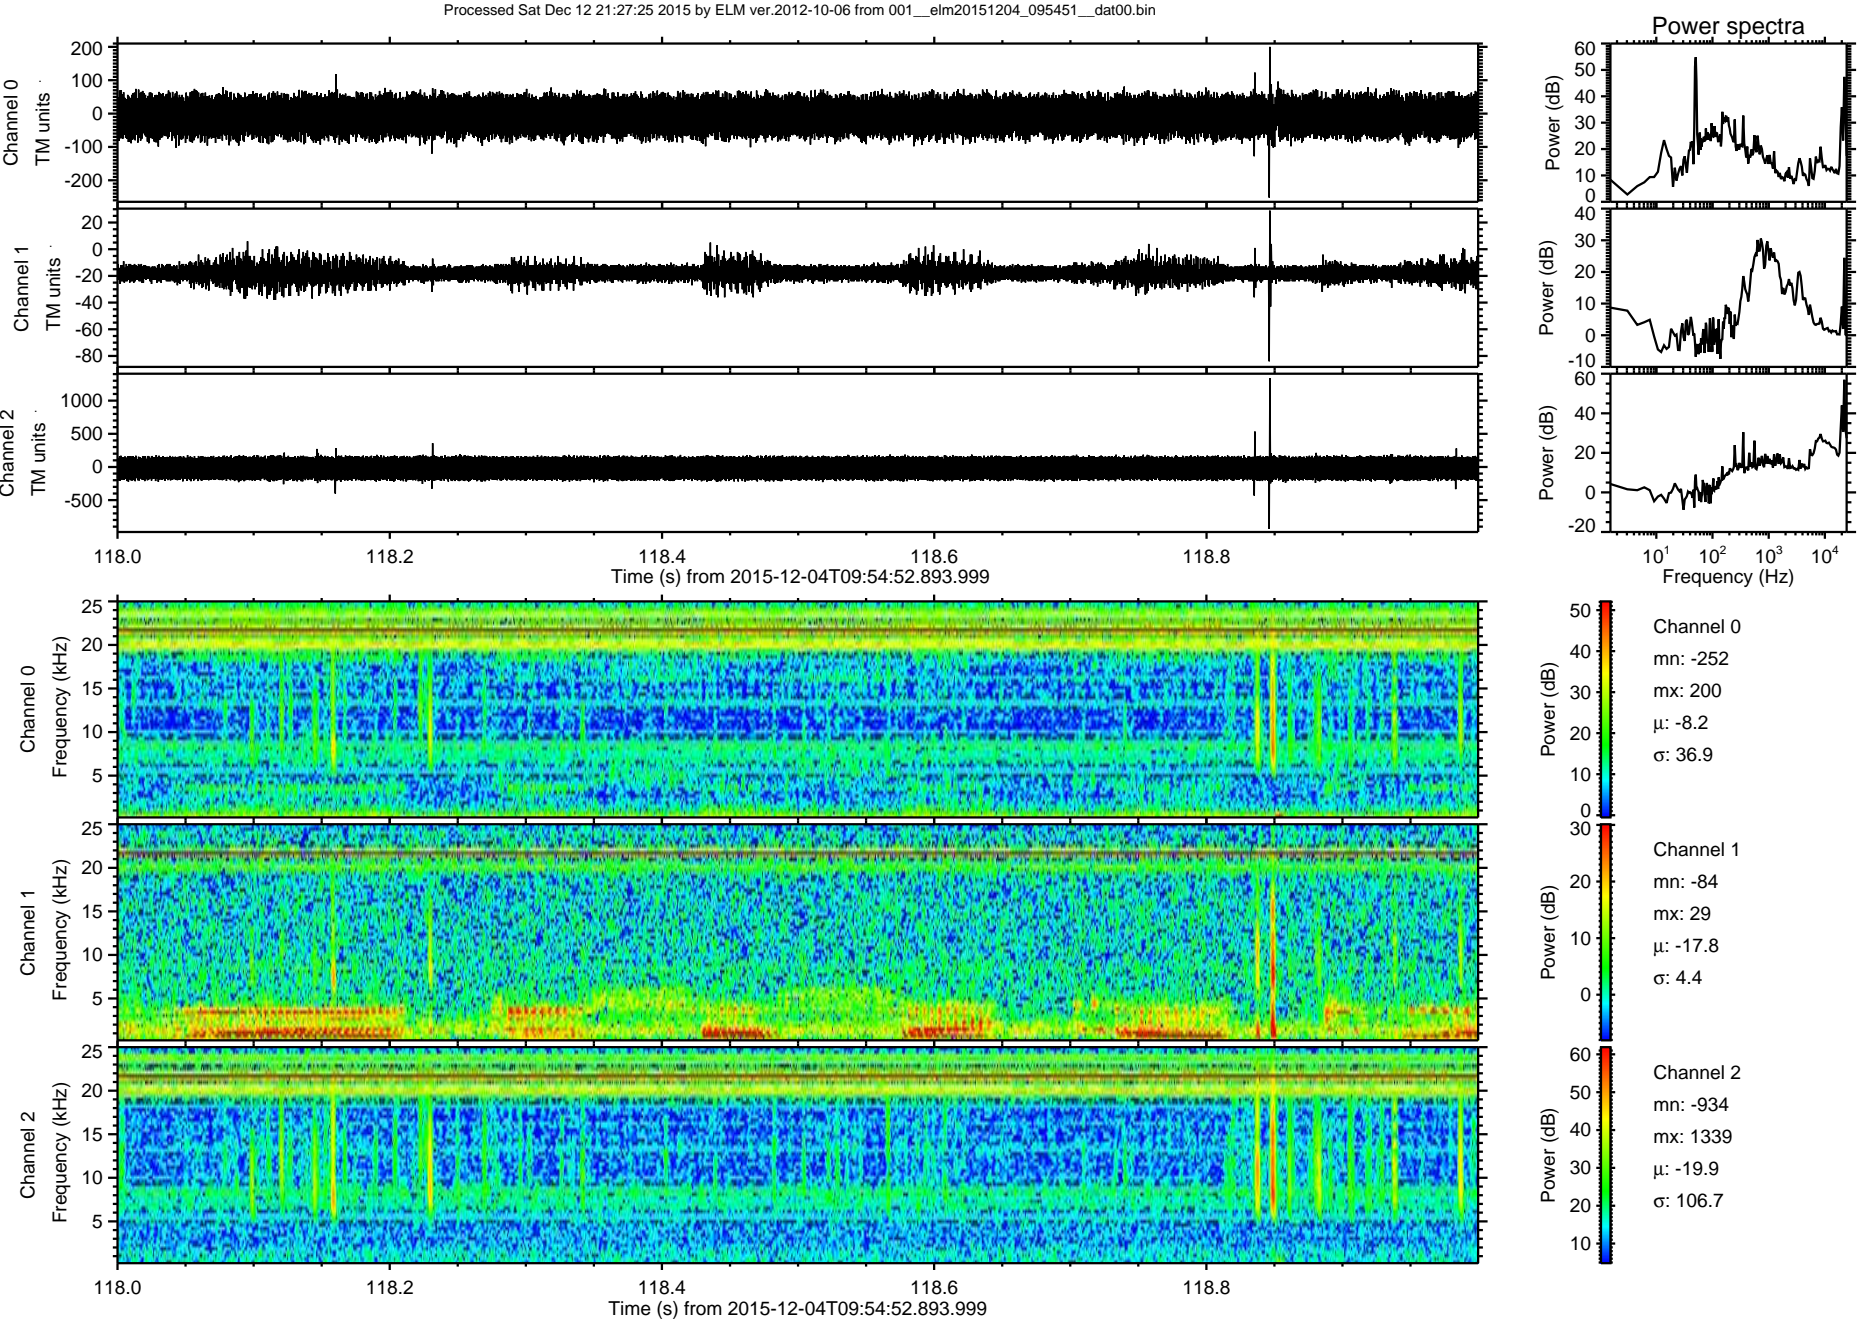 Processed Sat Dec 12 21:27:25 2015 by ELM ver.2012-10-06 from 001__elm20151204_095451__dat00.bin
Power spectra
Channel 0
TM units
200
100
0
-100
-200
Power (dB)
60
50
40
30
20
10
0
Channel 1
TM units
20
0
-20
-40
-60
-80
Power (dB)
40
30
20
10
0
-10
Channel 2
TM units
1000
500
0
-500
Power (dB)
60
40
20
0
-20
118.0 118.2 118.4 118.6 118.8
Time (s) from 2015-12-04T09:54:52.893.999
10^1 10^2 10^3 10^4
Frequency (Hz)
Channel 0
Frequency (kHz)
25
20
15
10
5
Power (dB)
50
40
30
20
10
0
Channel 0
mn: -252
mx: 200
μ: -8.2
σ: 36.9
Channel 1
Frequency (kHz)
25
20
15
10
5
Power (dB)
30
20
10
0
Channel 1
mn: -84
mx: 29
μ: -17.8
σ: 4.4
Channel 2
Frequency (kHz)
25
20
15
10
5
Power (dB)
60
50
40
30
20
10
Channel 2
mn: -934
mx: 1339
μ: -19.9
σ: 106.7
118.0 118.2 118.4 118.6 118.8
Time (s) from 2015-12-04T09:54:52.893.999